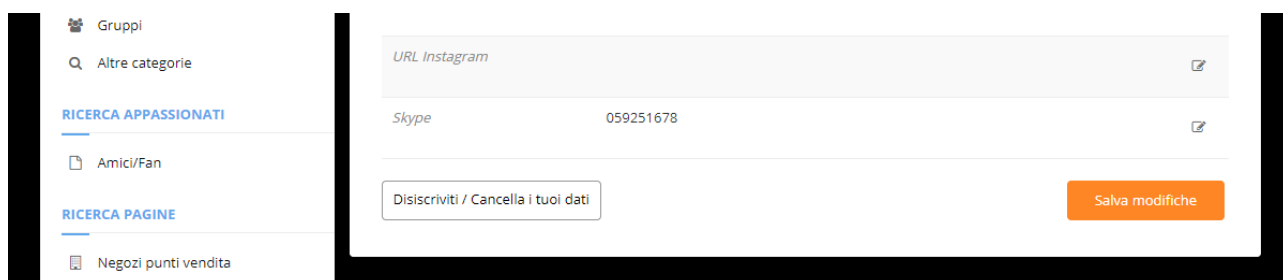 Gruppi
Altre categorie
RICERCA APPASSIONATI
Amici/Fan
RICERCA PAGINE
Negozi punti vendita
URL Instagram
Skype 059251678
Disiscriviti / Cancella i tuoi dati
Salva modifiche